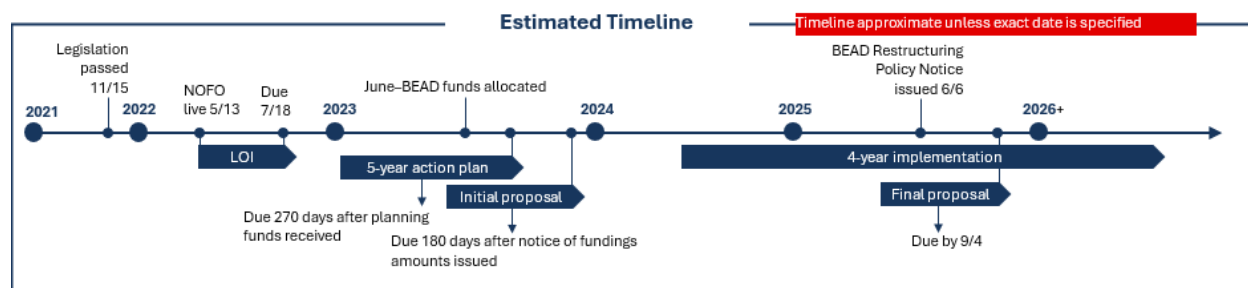 Estimated Timeline
Timeline approximate unless exact date is specified
Legislation
passed
11/15
NOFO
live 5/13
Due
7/18
June–BEAD funds allocated
BEAD Restructuring
Policy Notice
issued 6/6
2021
2022
2023
2024
2025
2026+
LOI
5-year action plan
4-year implementation
Initial proposal
Final proposal
Due 270 days after planning
funds received
Due 180 days after notice of fundings
amounts issued
Due by 9/4